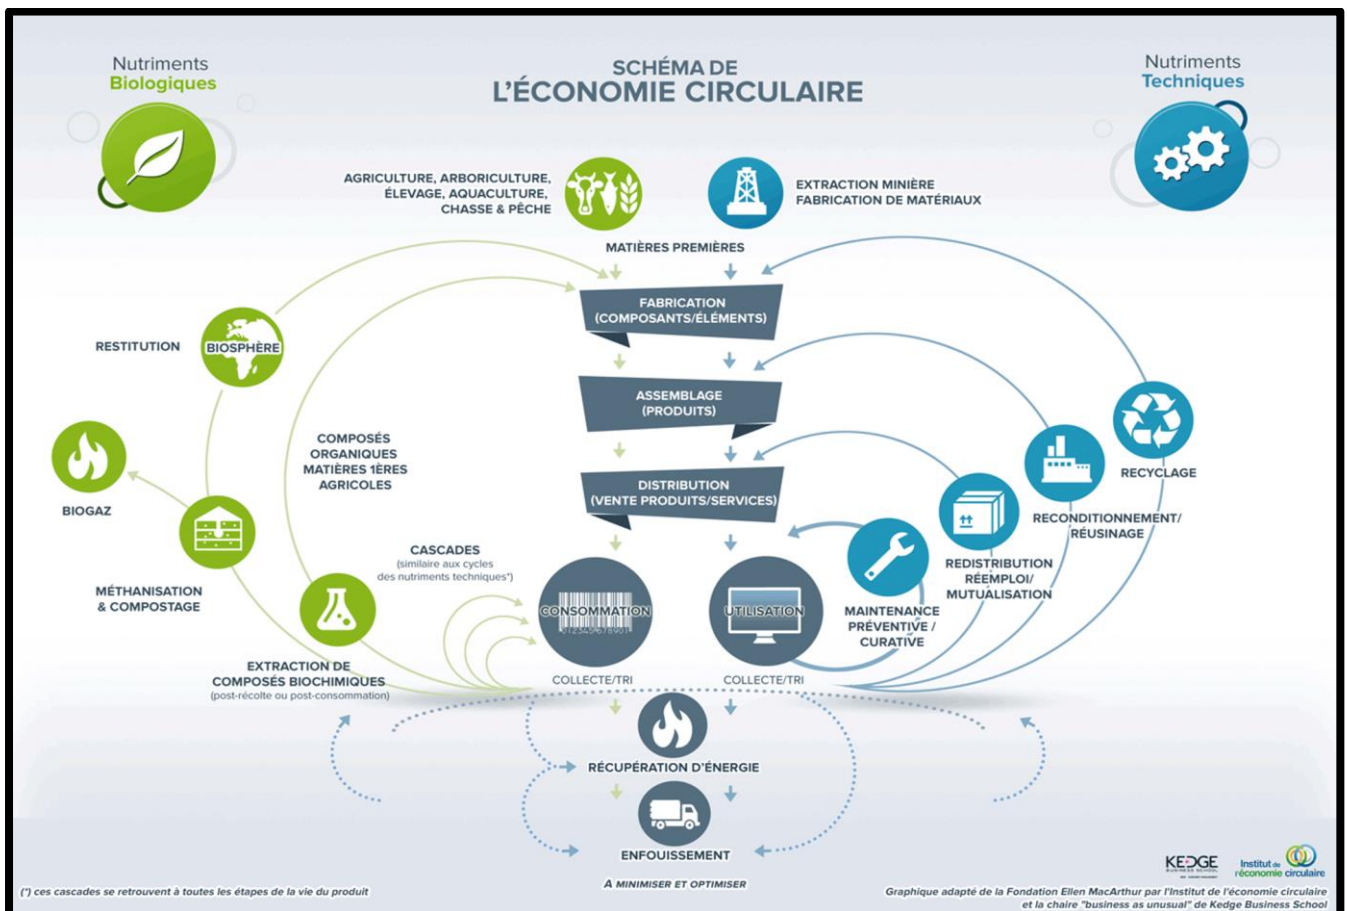 Nutriments
Biologiques
SCHÉMA DE
L'ÉCONOMIE CIRCULAIRE
Nutriments
Techniques
AGRICULTURE, ARBORICULTURE,
ÉLEVAGE, AQUACULTURE,
CHASSE & PÊCHE
EXTRACTION MINIÈRE
FABRICATION DE MATÉRIAUX
MATIÈRES PREMIÈRES
FABRICATION
(COMPOSANTS/ÉLÉMENTS)
RESTITUTION
BIOSPHÈRE
ASSEMBLAGE
(PRODUITS)
COMPOSÉS
ORGANIQUES
MATIÈRES 1ÈRES
AGRICOLES
RECYCLAGE
DISTRIBUTION
(VENTE PRODUITS/SERVICES)
BIOGAZ
RECONDITIONNEMENT/
RÉUSINAGE
CASCADES
(similaire aux cycles
des nutriments techniques*)
REDISTRIBUTION
RÉEMPLOI/
MUTUALISATION
MÉTHANISATION
& COMPOSTAGE
CONSOMMATION
UTILISATION
MAINTENANCE
PRÉVENTIVE /
CURATIVE
EXTRACTION DE
COMPOSÉS BIOCHIMIQUES
(post-récolte ou post-consommation)
COLLECTE/TRI
COLLECTE/TRI
RÉCUPÉRATION D'ÉNERGIE
ENFOUISSEMENT
A MINIMISER ET OPTIMISER
KEDGE
BUSINESS SCHOOL
Institut de
l'économie circulaire
(*) ces cascades se retrouvent à toutes les étapes de la vie du produit
Graphique adapté de la Fondation Ellen MacArthur par l'Institut de l'économie circulaire
et la chaire "business as unusual" de Kedge Business School